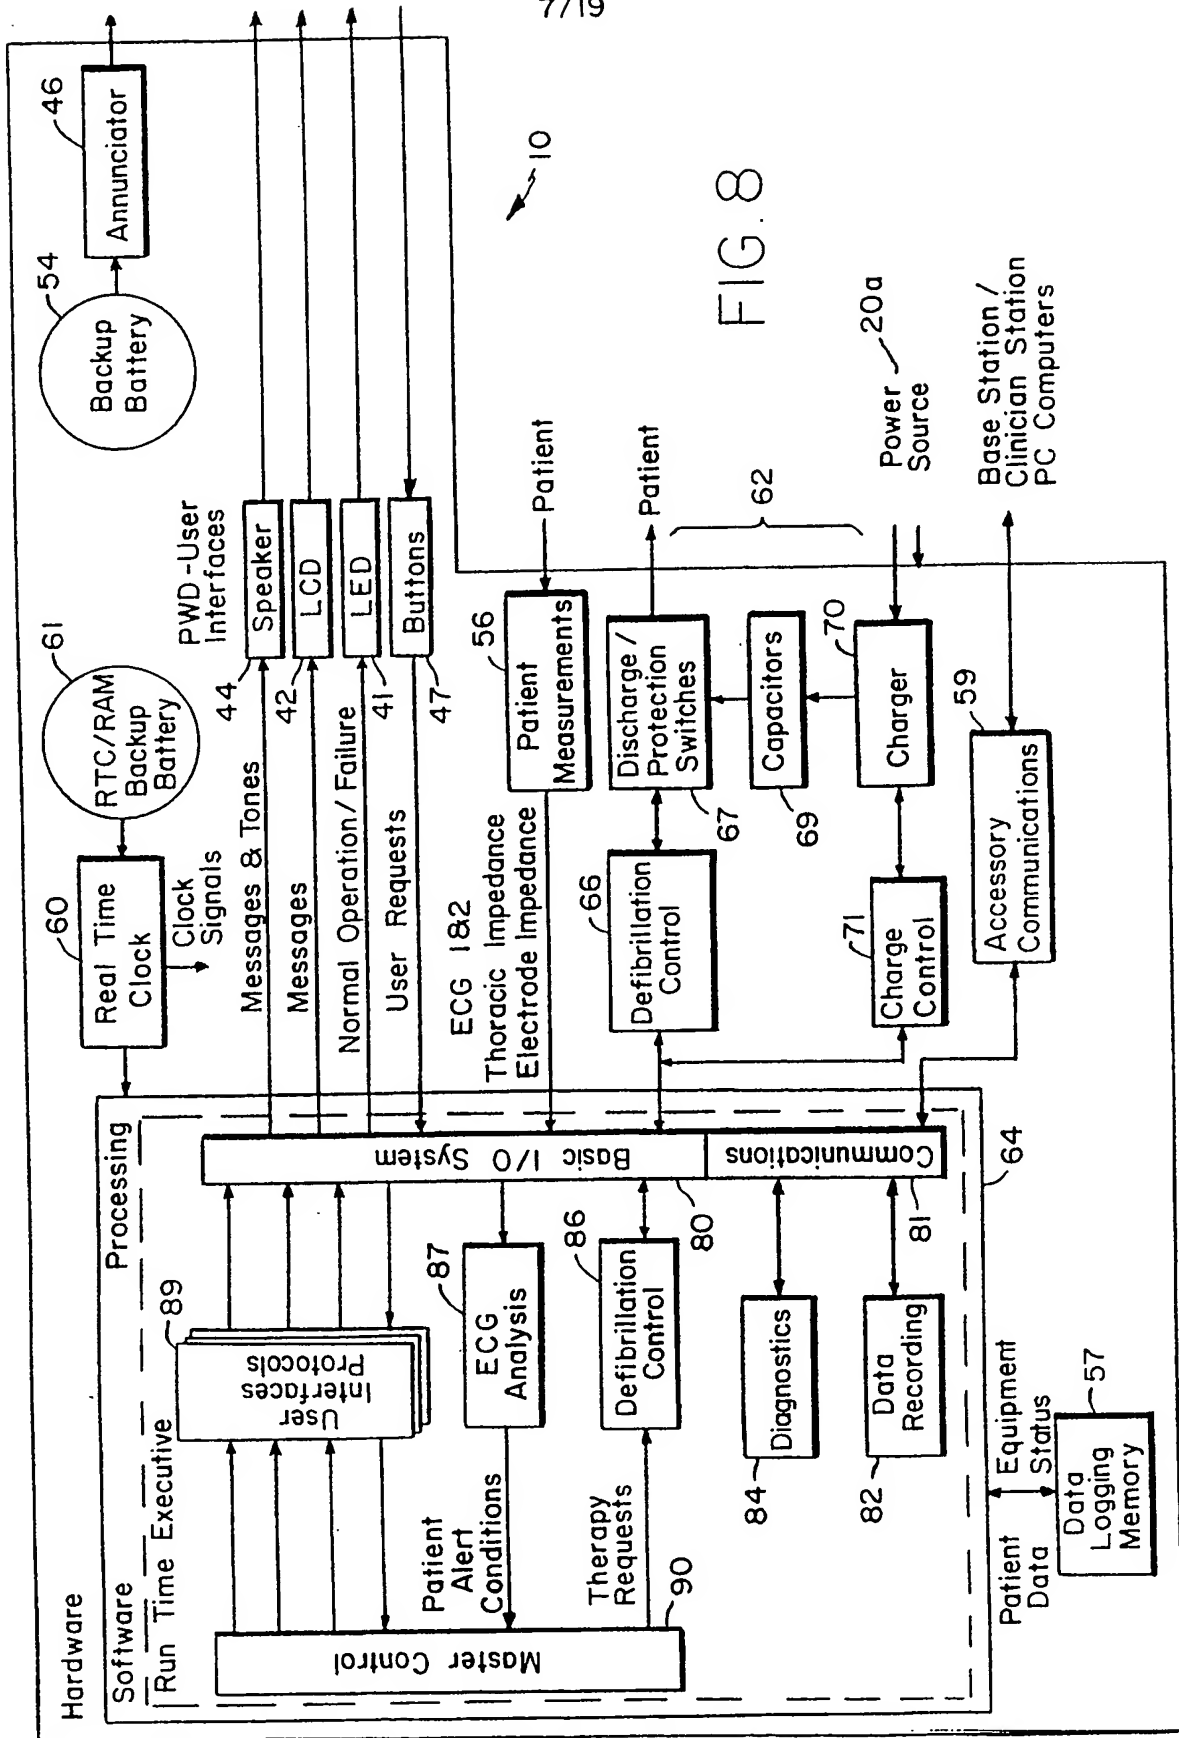 7/19
Hardware
Software
Run Time Executive
Processing
Master Control
90
Patient
Alert
Conditions
Therapy
Requests
User
Interfaces
Protocols
89
ECG
Analysis
87
Defibrillation
Control
86
Diagnostics
84
Data
Recording
82
Basic I/O System
80
Communications
81
64
Patient
Data
Equipment
Status
Data
Logging
Memory
57
Real Time
Clock
60
Clock
Signals
RTC/RAM
Backup
Battery
61
Messages & Tones
Messages
Normal Operation/Failure
User Requests
ECG 1&2
Thoracic Impedance
Electrode Impedance
PWD-User
Interfaces
Speaker
44
LCD
42
LED
41
Buttons
47
Backup
Battery
54
Annunciator
46
Patient
Measurements
56
Patient
Defibrillation
Control
66
Discharge/
Protection
Switches
67
Patient
62
Capacitors
69
Charger
70
Charge
Control
71
Power
Source
20a
Accessory
Communications
59
Base Station/
Clinician Station
PC Computers
10
FIG. 8